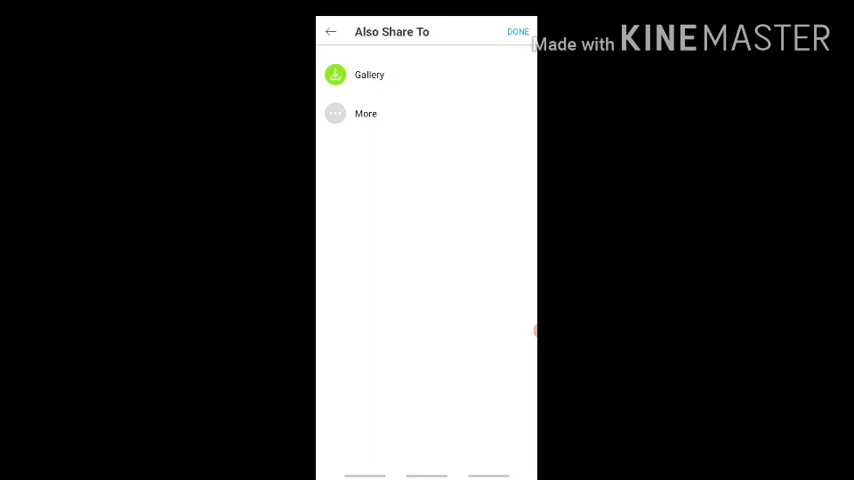 Also Share To
DONE
Made with KINEMASTER
Gallery
More